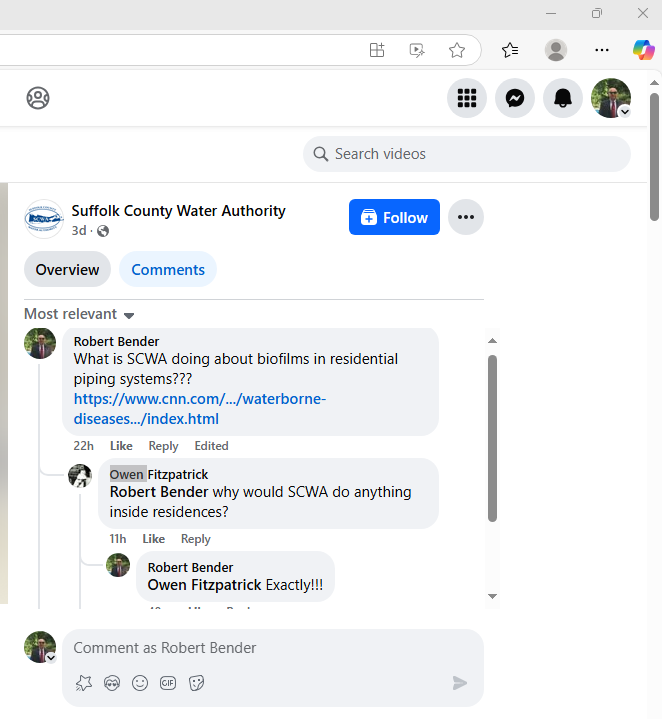 Search videos
Suffolk County Water Authority
3d ·
Follow
Overview
Comments
Most relevant
Robert Bender
What is SCWA doing about biofilms in residential
piping systems???
https://www.cnn.com/.../waterborne-
diseases.../index.html
22h Like Reply Edited
Owen Fitzpatrick
Robert Bender why would SCWA do anything
inside residences?
11h Like Reply
Robert Bender
Owen Fitzpatrick Exactly!!!
Comment as Robert Bender
GIF